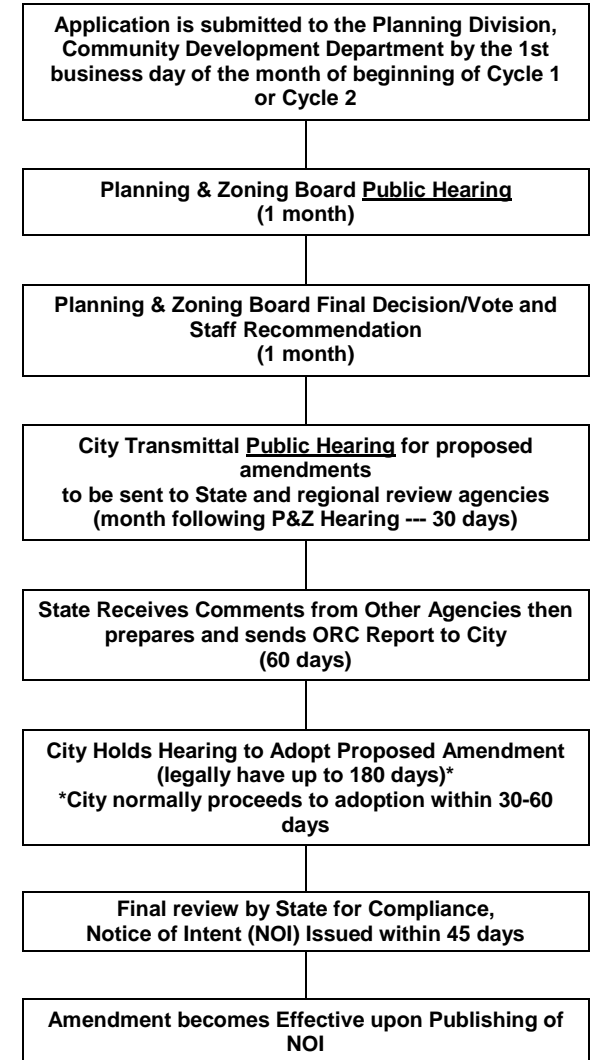 Application is submitted to the Planning Division,
Community Development Department by the 1st
business day of the month of beginning of Cycle 1
or Cycle 2
Planning & Zoning Board Public Hearing
(1 month)
Planning & Zoning Board Final Decision/Vote and
Staff Recommendation
(1 month)
City Transmittal Public Hearing for proposed
amendments
to be sent to State and regional review agencies
(month following P&Z Hearing --- 30 days)
State Receives Comments from Other Agencies then
prepares and sends ORC Report to City
(60 days)
City Holds Hearing to Adopt Proposed Amendment
(legally have up to 180 days)*
*City normally proceeds to adoption within 30-60
days
Final review by State for Compliance,
Notice of Intent (NOI) Issued within 45 days
Amendment becomes Effective upon Publishing of
NOI